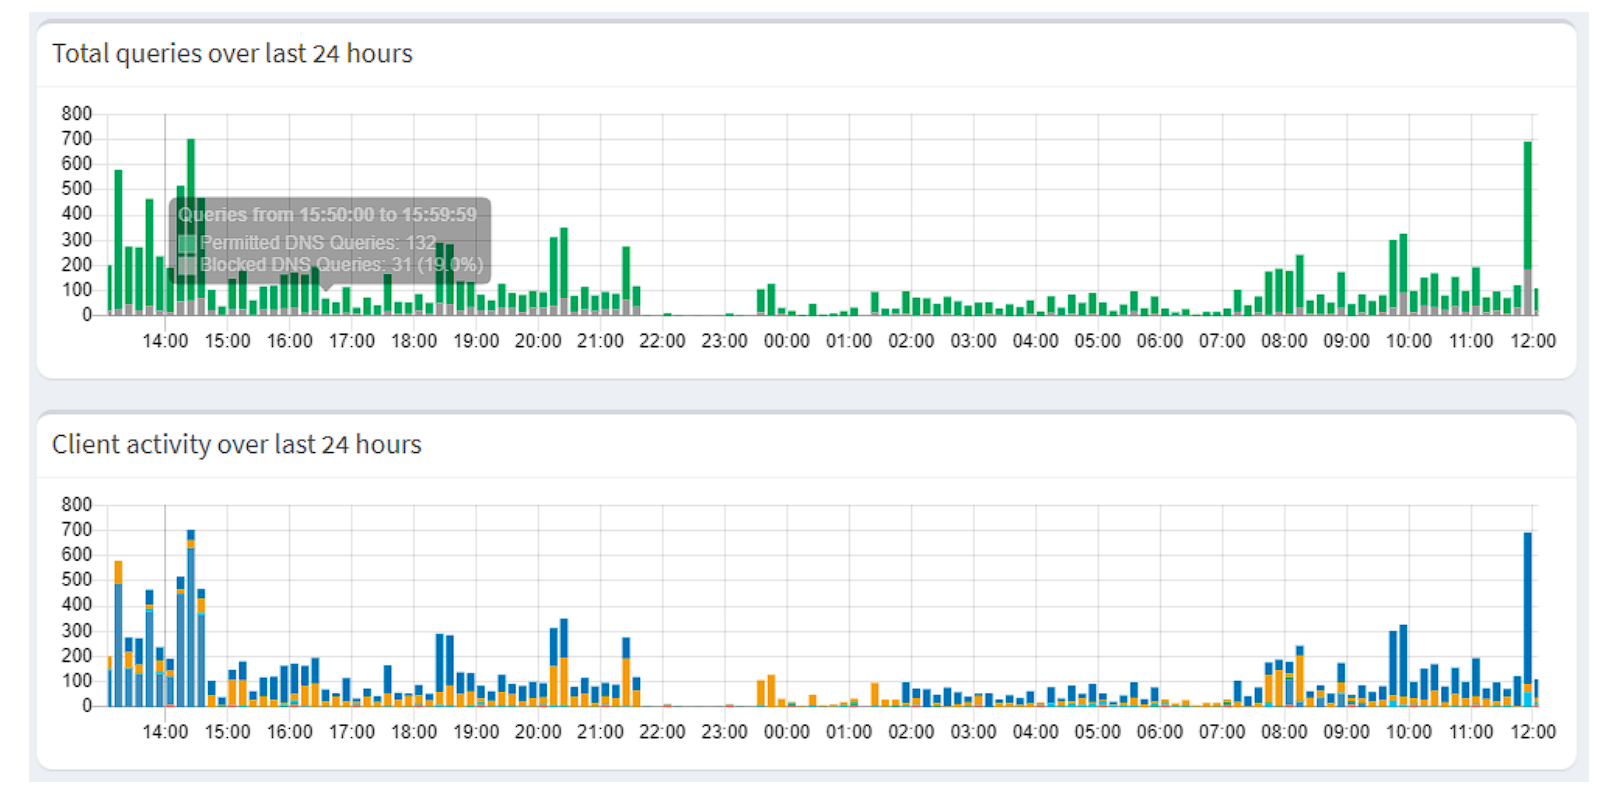 Total queries over last 24 hours
800
700
600
500
400
300
200
100
0
Queries from 15:50:00 to 15:59:59
Permitted DNS Queries: 132
Blocked DNS Queries: 31 (19.0%)
14:00 15:00 16:00 17:00 18:00 19:00 20:00 21:00 22:00 23:00 00:00 01:00 02:00 03:00 04:00 05:00 06:00 07:00 08:00 09:00 10:00 11:00 12:00
Client activity over last 24 hours
800
700
600
500
400
300
200
100
0
14:00 15:00 16:00 17:00 18:00 19:00 20:00 21:00 22:00 23:00 00:00 01:00 02:00 03:00 04:00 05:00 06:00 07:00 08:00 09:00 10:00 11:00 12:00